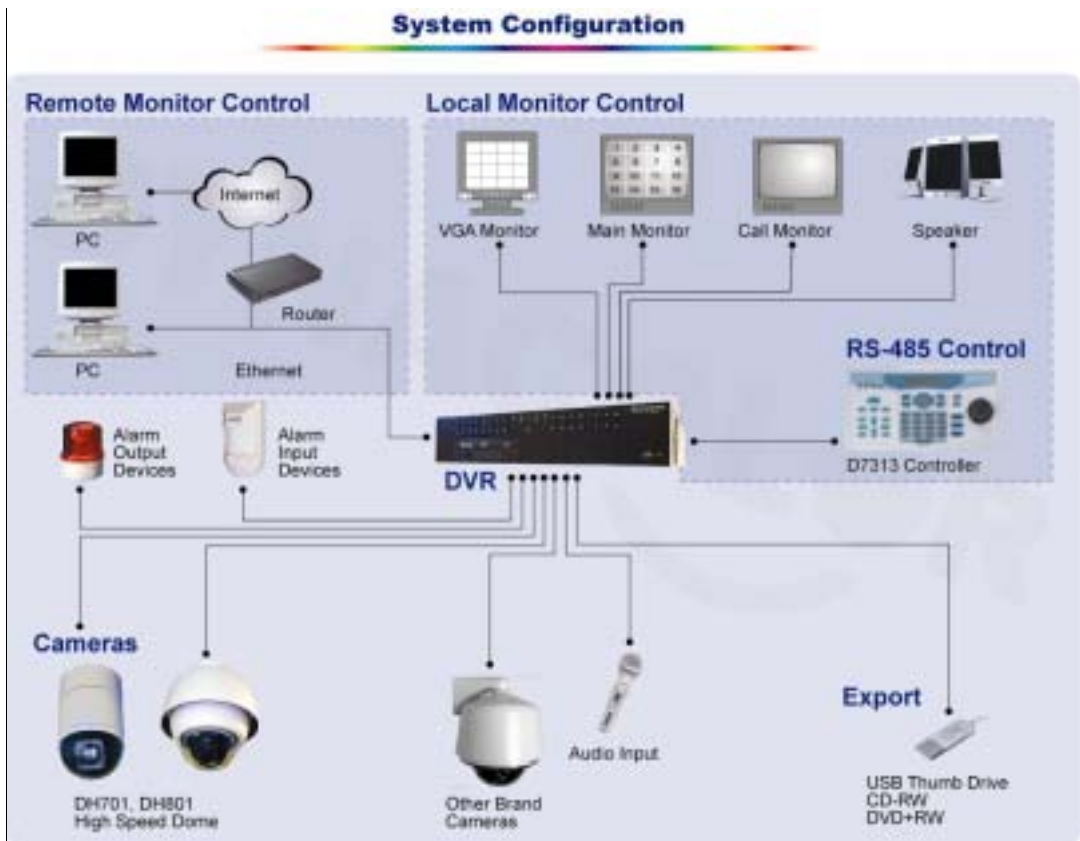 System Configuration
Remote Monitor Control
Local Monitor Control
Internet
PC
VGA Monitor
Main Monitor
Call Monitor
Speaker
Router
PC
Ethernet
RS-485 Control
D7313 Controller
Alarm
Output
Devices
Alarm
Input
Devices
DVR
Cameras
DH701, DH801
High Speed Dome
Other Brand
Cameras
Audio Input
Export
USB Thumb Drive
CD-RW
DVD+RW